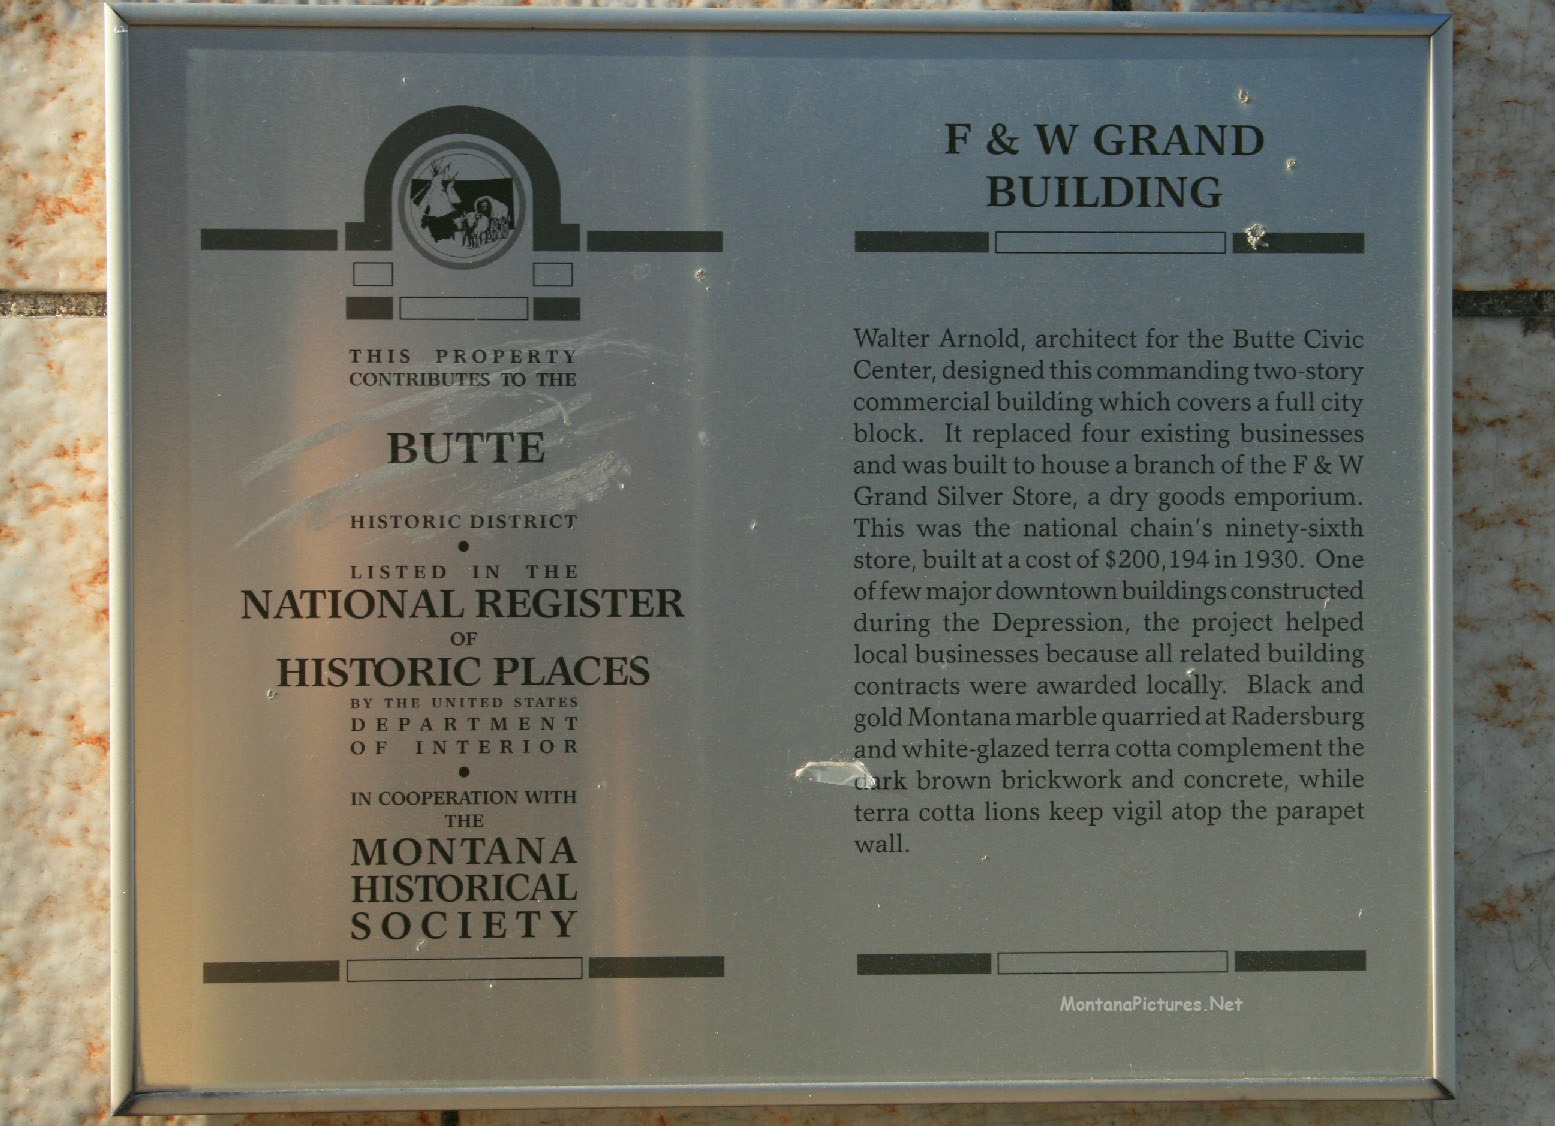 THIS PROPERTY
CONTRIBUTES TO THE
BUTTE
HISTORIC DISTRICT
•
LISTED IN THE
NATIONAL REGISTER
OF
HISTORIC PLACES
BY THE UNITED STATES
DEPARTMENT
OF INTERIOR
•
IN COOPERATION WITH
THE
MONTANA
HISTORICAL
SOCIETY
F & W GRAND
BUILDING
Walter Arnold, architect for the Butte Civic
Center, designed this commanding two-story
commercial building which covers a full city
block. It replaced four existing businesses
and was built to house a branch of the F & W
Grand Silver Store, a dry goods emporium.
This was the national chain's ninety-sixth
store, built at a cost of $200,194 in 1930. One
of few major downtown buildings constructed
during the Depression, the project helped
local businesses because all related building
contracts were awarded locally. Black and
gold Montana marble quarried at Radersburg
and white-glazed terra cotta complement the
dark brown brickwork and concrete, while
terra cotta lions keep vigil atop the parapet
wall.
MontanaPictures.Net